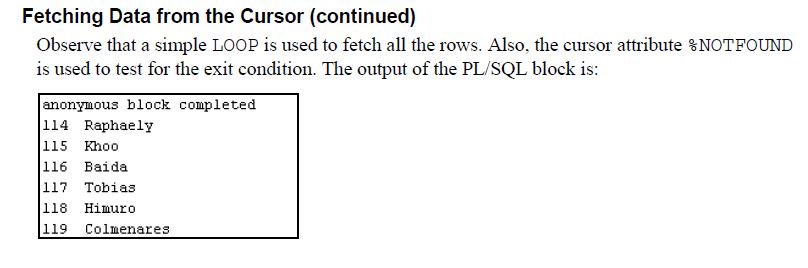 Fetching Data from the Cursor (continued)
Observe that a simple LOOP is used to fetch all the rows. Also, the cursor attribute %NOTFOUND
is used to test for the exit condition. The output of the PL/SQL block is:
anonymous block completed
114 Raphaely
115 Khoo
116 Baida
117 Tobias
118 Himuro
119 Colmenares